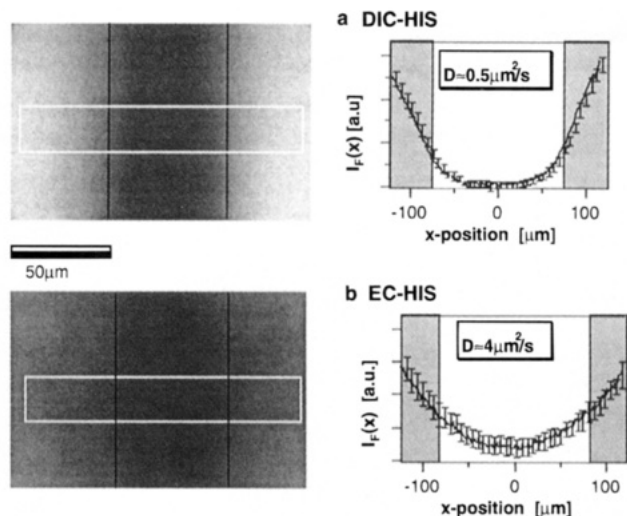 a DIC-HIS
D≃0.5μm²/s
I_F(x) [a.u]
-100 0 100
x-position [μm]
50μm
b EC-HIS
D≃4μm²/s
I_F(x) [a.u.]
-100 0 100
x-position [μm]